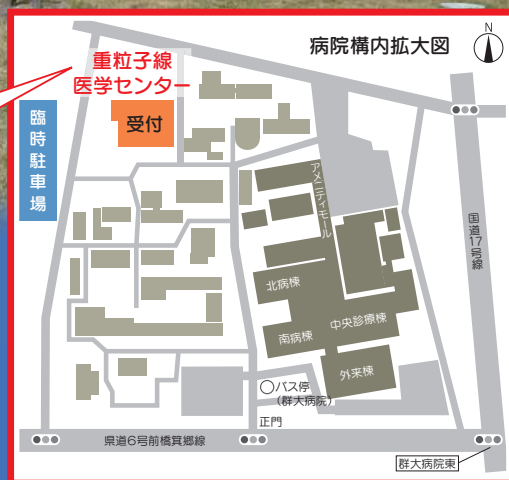 病院構内拡大図
N
重粒子線
医学センター
受付
臨時駐車場
アメニティモール
国道17号線
北病棟
中央診療棟
南病棟
外来棟
バス停
(群大病院)
正門
県道6号前橋箕郷線
群大病院東